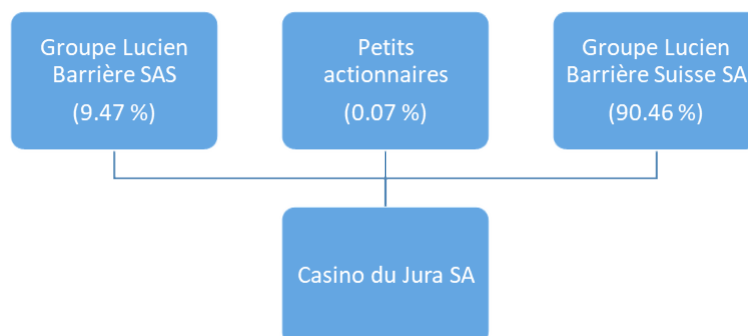 Groupe Lucien
Barrière SAS
(9.47 %)
Petits
actionnaires
(0.07 %)
Groupe Lucien
Barrière Suisse SA
(90.46 %)
Casino du Jura SA